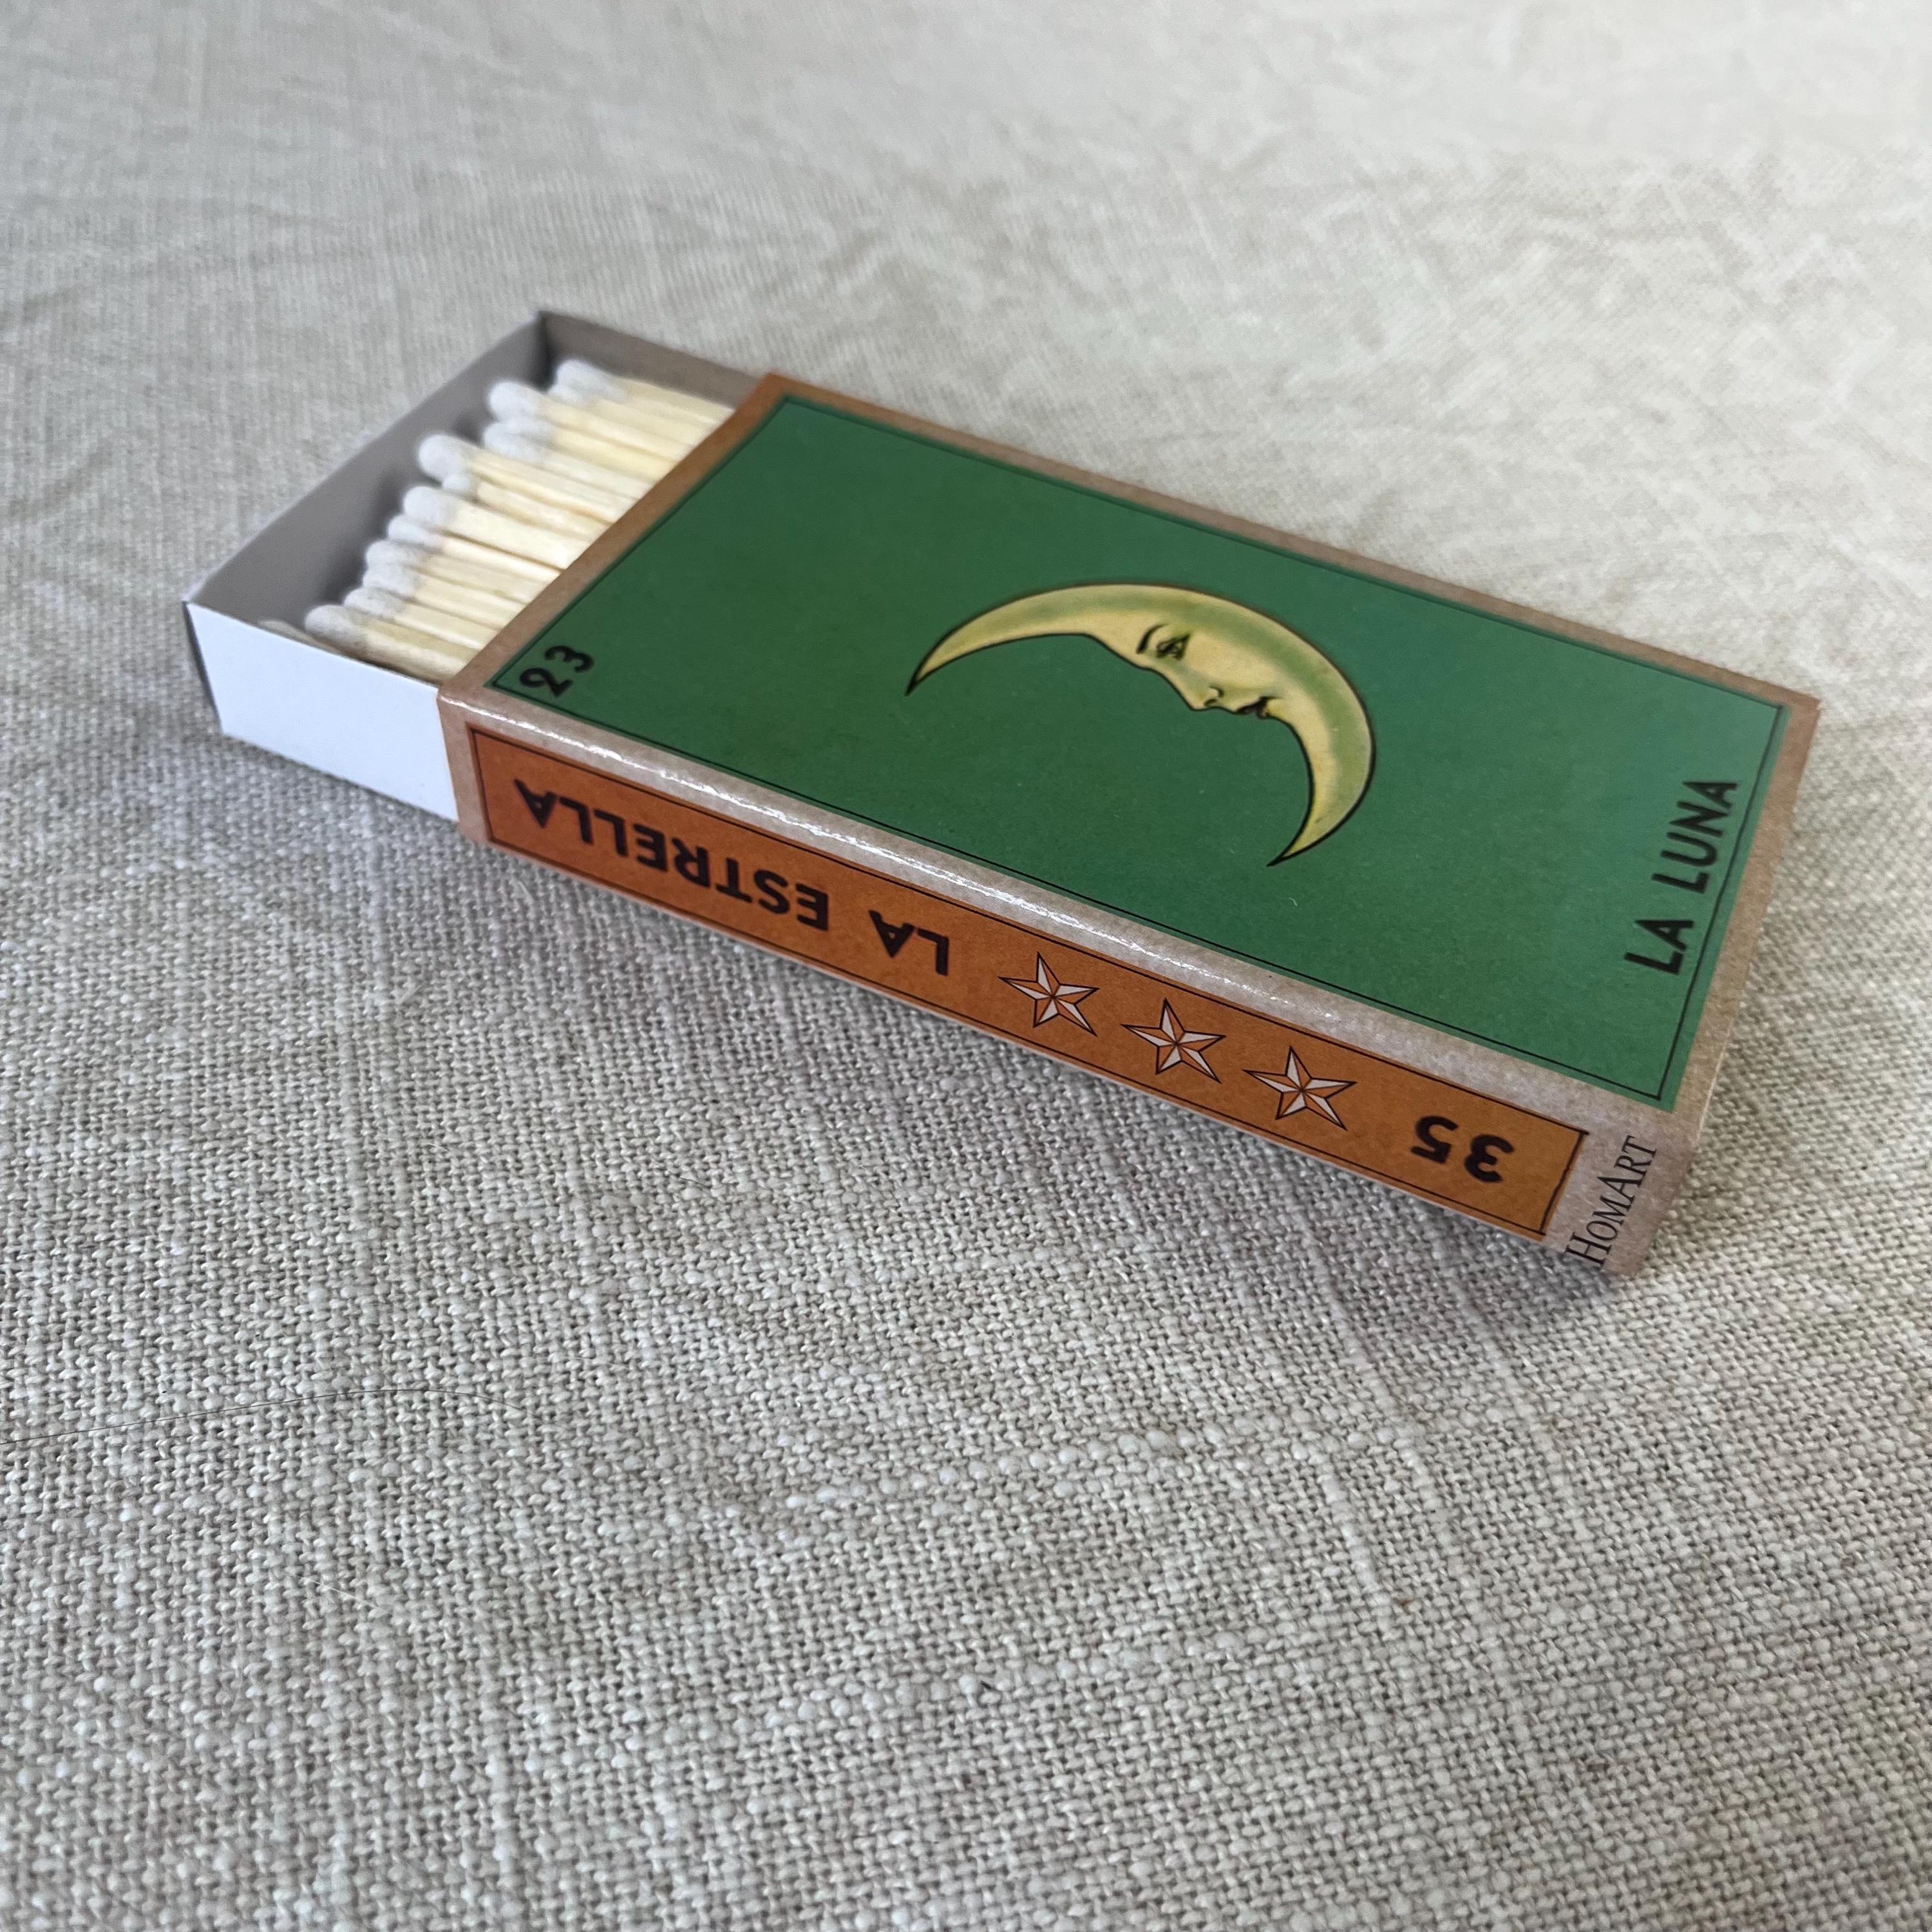 23
LA LUNA
35
LA ESTRELLA
HOMART